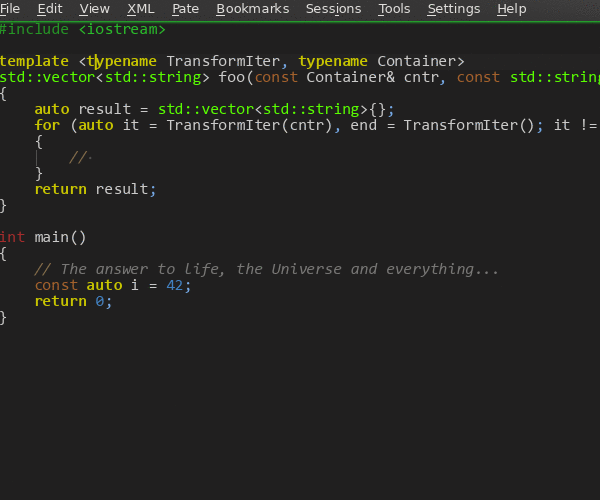 File Edit View XML Pate Bookmarks Sessions Tools Settings Help
#include <iostream>
template <typename TransformIter, typename Container>
std::vector<std::string> foo(const Container& cntr, const std::string
{
auto result = std::vector<std::string>{};
for (auto it = TransformIter(cntr), end = TransformIter(); it !=
{
//·
}
return result;
}
int main()
{
// The answer to life, the Universe and everything...
const auto i = 42;
return 0;
}